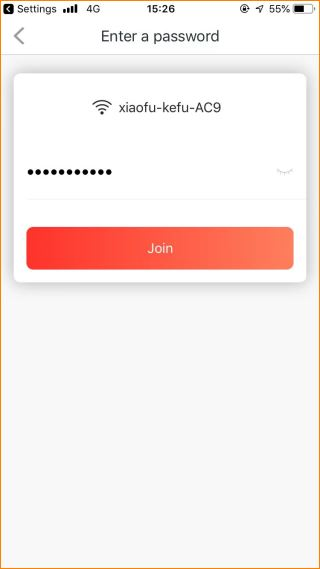 Settings 4G 15:26 55%
Enter a password
xiaofu-kefu-AC9
•••••••••••
Join